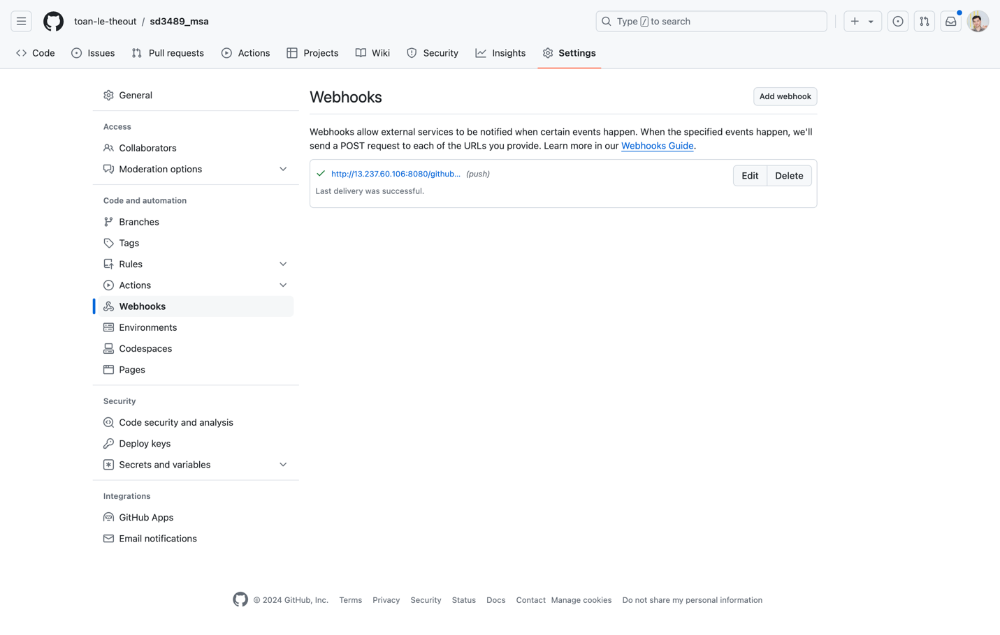 toan-le-theout / sd3489_msa
Type / to search
Code Issues Pull requests Actions Projects Wiki Security Insights Settings
General
Access
Collaborators
Moderation options
Code and automation
Branches
Tags
Rules
Actions
Webhooks
Environments
Codespaces
Pages
Security
Code security and analysis
Deploy keys
Secrets and variables
Integrations
GitHub Apps
Email notifications
Webhooks
Add webhook
Webhooks allow external services to be notified when certain events happen. When the specified events happen, we'll
send a POST request to each of the URLs you provide. Learn more in our Webhooks Guide.
http://13.237.60.106:8080/github... (push)
Edit Delete
Last delivery was successful.
© 2024 GitHub, Inc. Terms Privacy Security Status Docs Contact Manage cookies Do not share my personal information